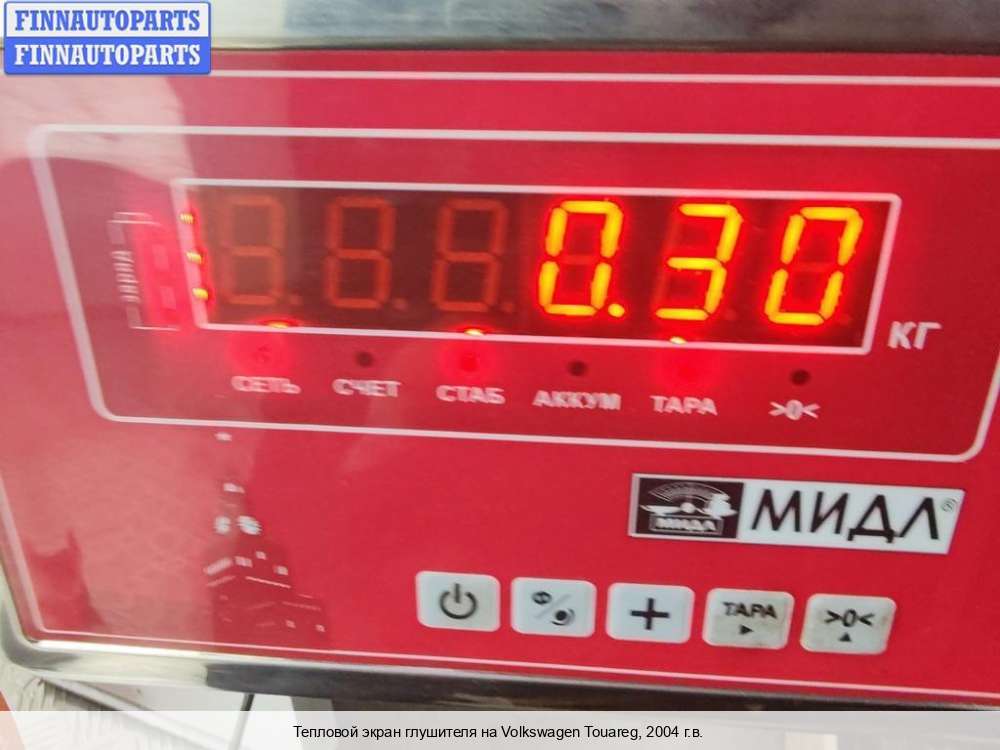 FINNAUTOPARTS
FINNAUTOPARTS
0.30
КГ
СЕТЬ СЧЕТ СТАБ АККУМ ТАРА >0<
МИДЛ МИДЛ®
ТАРА >0<
Тепловой экран глушителя на Volkswagen Touareg, 2004 г.в.